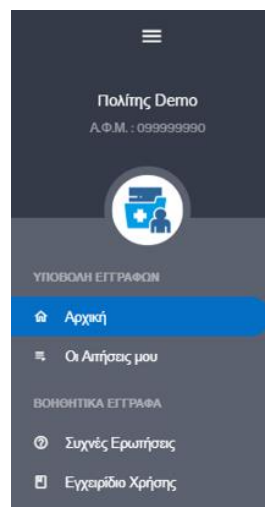 Πολίτης Demo
Α.Φ.Μ. : 099999990
ΥΠΟΒΟΛΗ ΕΓΓΡΑΦΩΝ
Αρχική
Οι Αιτήσεις μου
ΒΟΗΘΗΤΙΚΑ ΕΓΓΡΑΦΑ
Συχνές Ερωτήσεις
Εγχειρίδιο Χρήσης